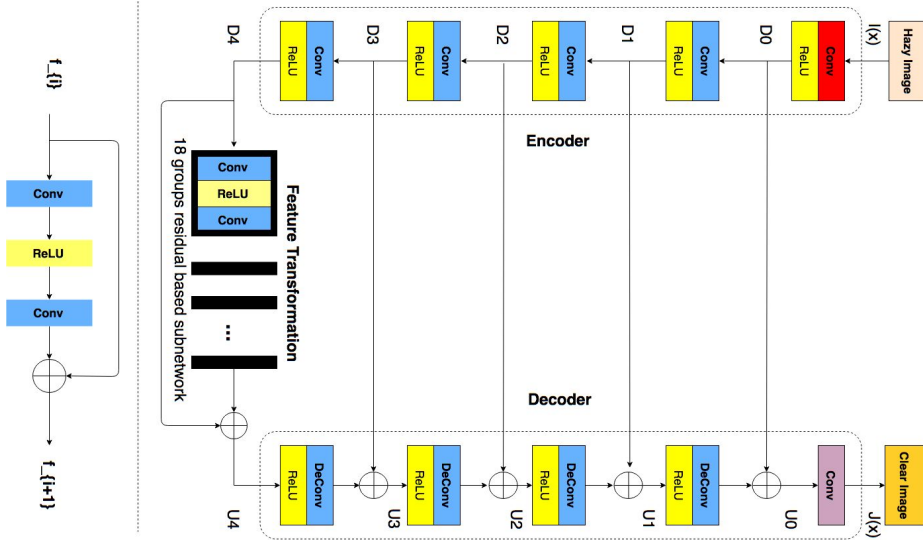 Hazy Image
I(x)
Conv
ReLU
D0
Conv
ReLU
D1
Conv
ReLU
D2
Conv
ReLU
D3
Conv
ReLU
D4
Encoder
Conv
ReLU
Conv
...
Feature Transformation
18 groups residual based subnetwork
Decoder
U4
ReLU
DeConv
U3
ReLU
DeConv
U2
ReLU
DeConv
U1
ReLU
DeConv
U0
Conv
J(x)
Clear Image
f_{i}
Conv
ReLU
Conv
f_{i+1}